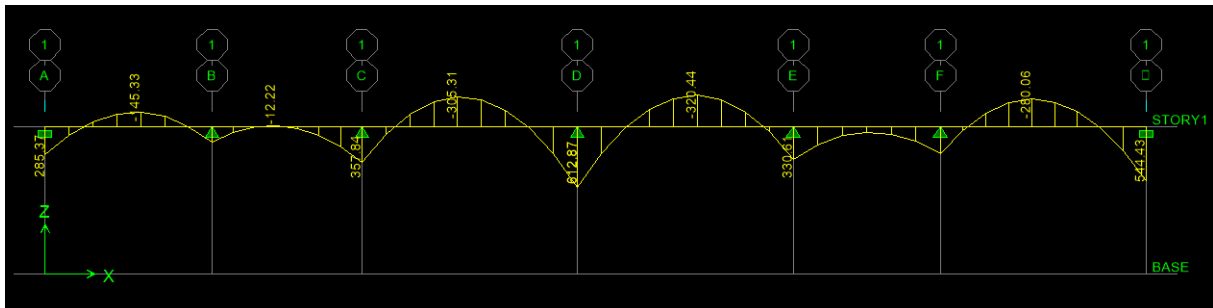 1 1 1 1 1 1 1
A B C D E F □
-145.33 -12.22 -305.31 -320.44 -280.06
STORY1
285.37 357.84 612.87 330.61 544.43
Z
X
BASE